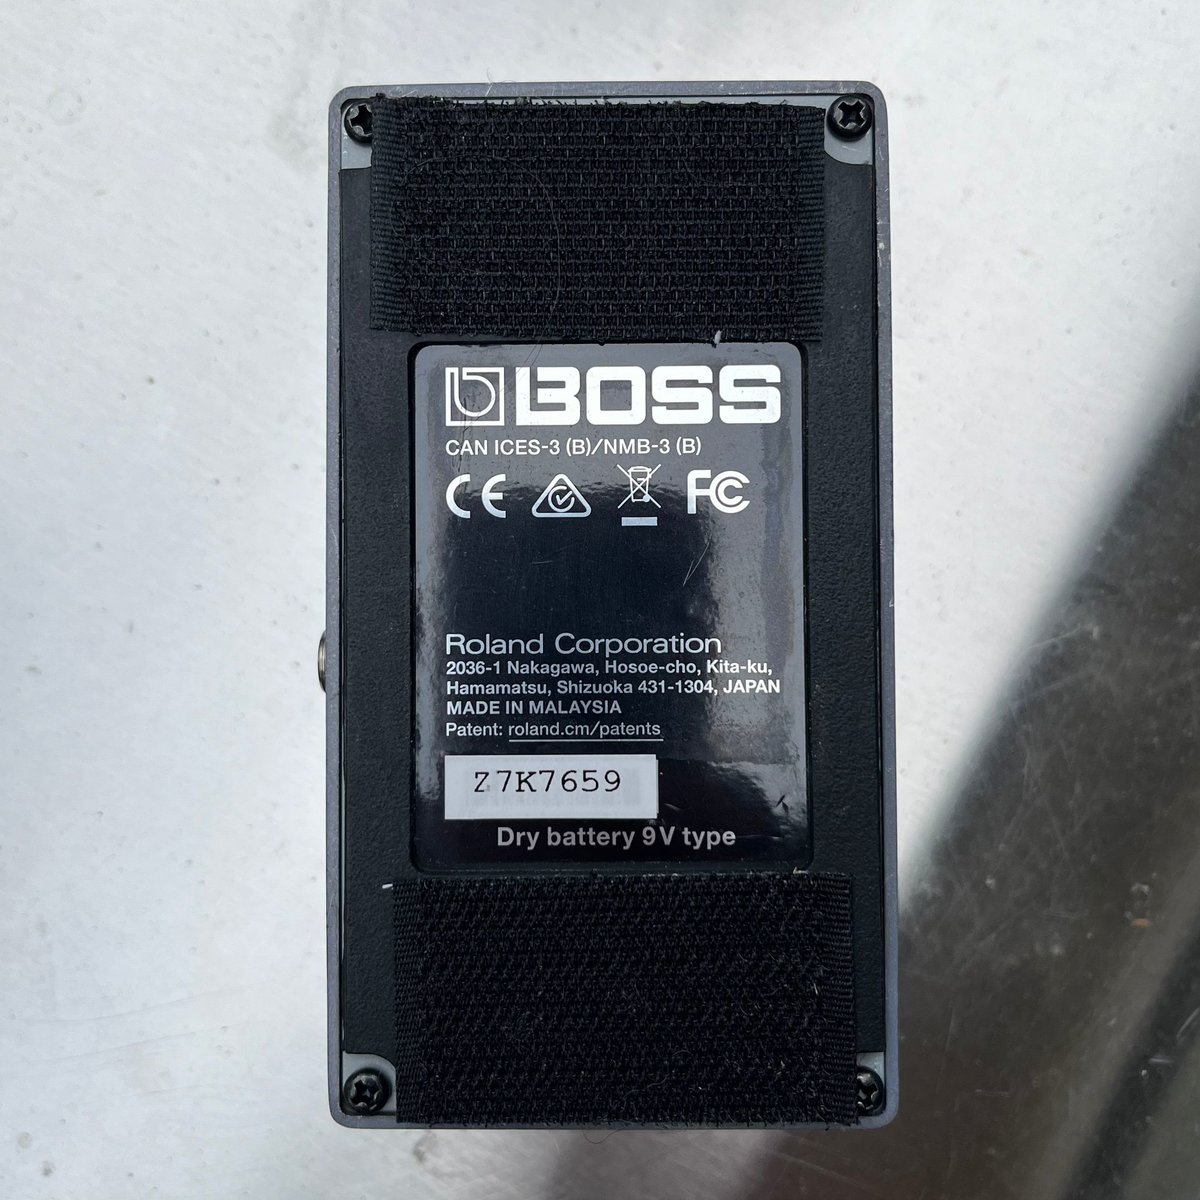 BOSS
CAN ICES-3 (B)/NMB-3 (B)
CE FC
Roland Corporation
2036-1 Nakagawa, Hosoe-cho, Kita-ku,
Hamamatsu, Shizuoka 431-1304, JAPAN
MADE IN MALAYSIA
Patent: roland.cm/patents
Z7K7659
Dry battery 9V type